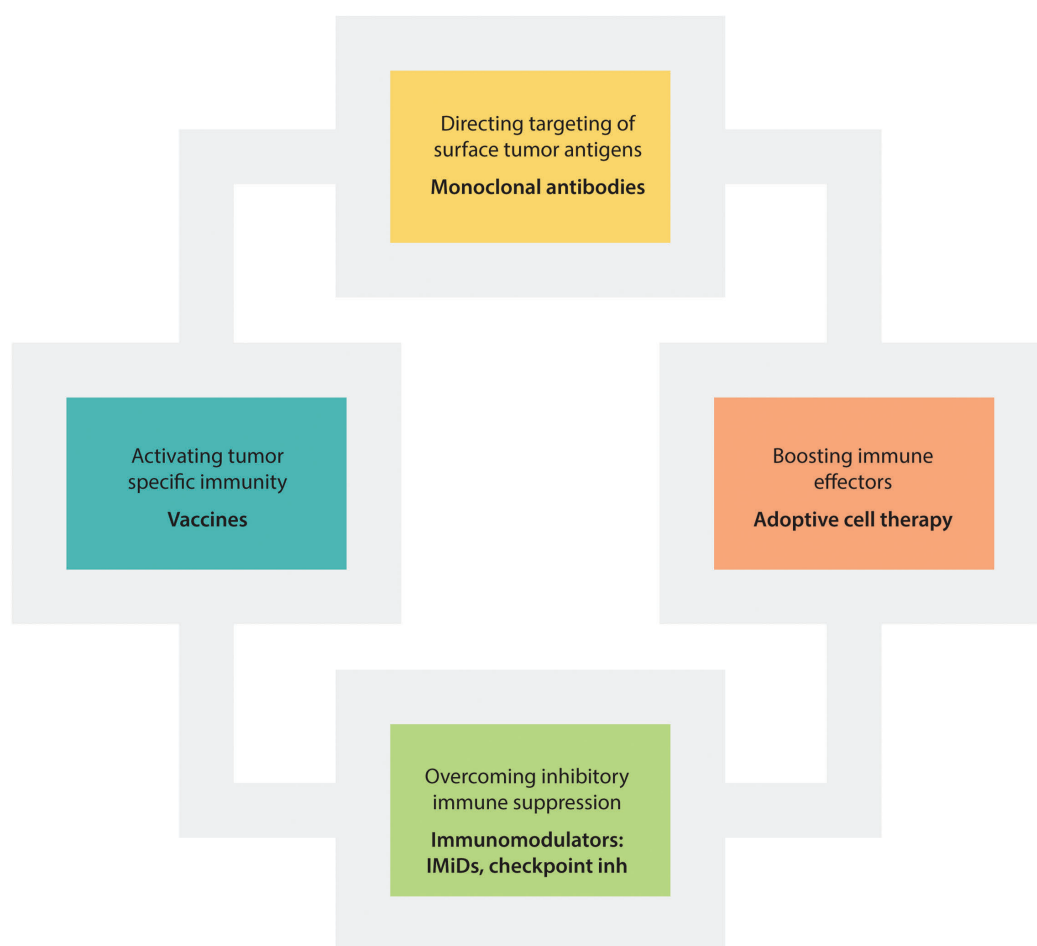 Directing targeting of
surface tumor antigens
Monoclonal antibodies
Activating tumor
specific immunity
Vaccines
Boosting immune
effectors
Adoptive cell therapy
Overcoming inhibitory
immune suppression
Immunomodulators:
IMiDs, checkpoint inh